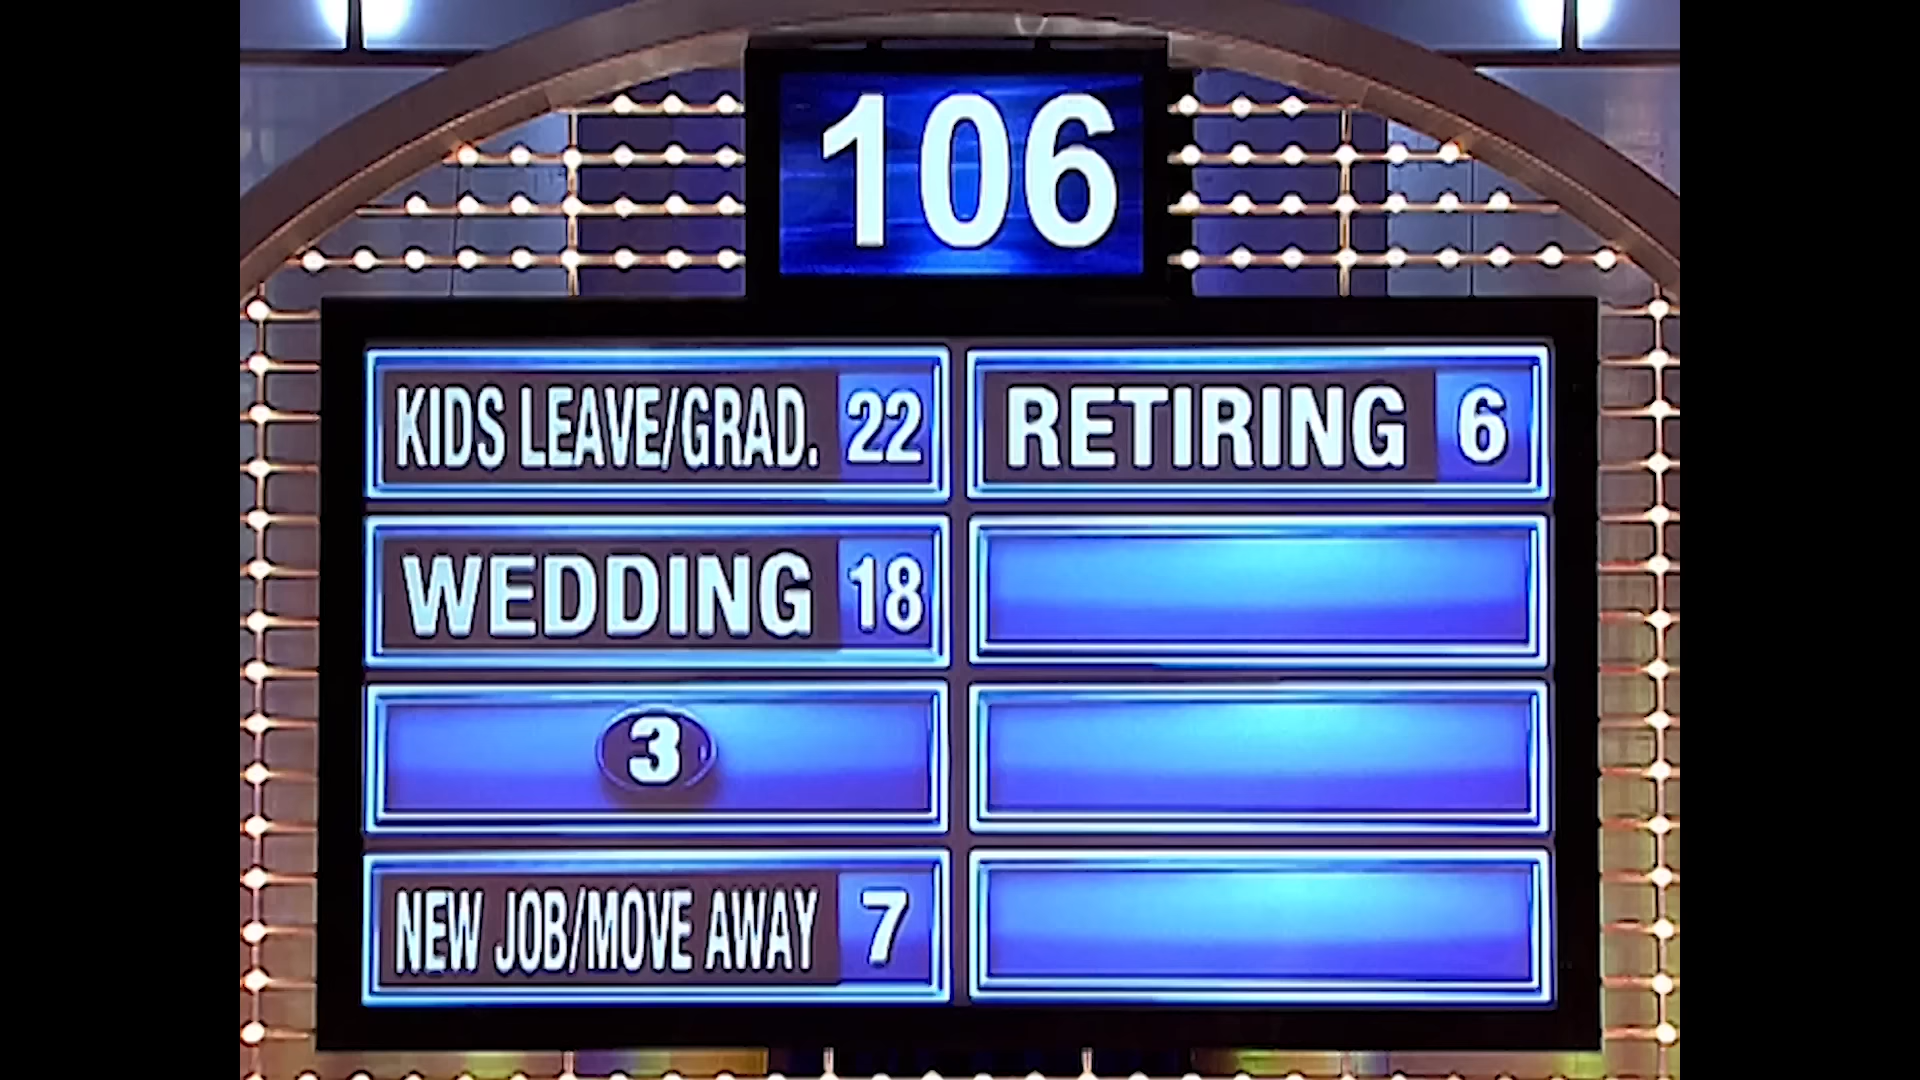 106
KIDS LEAVE/GRAD. 22
WEDDING 18
3
NEW JOB/MOVE AWAY 7
RETIRING 6